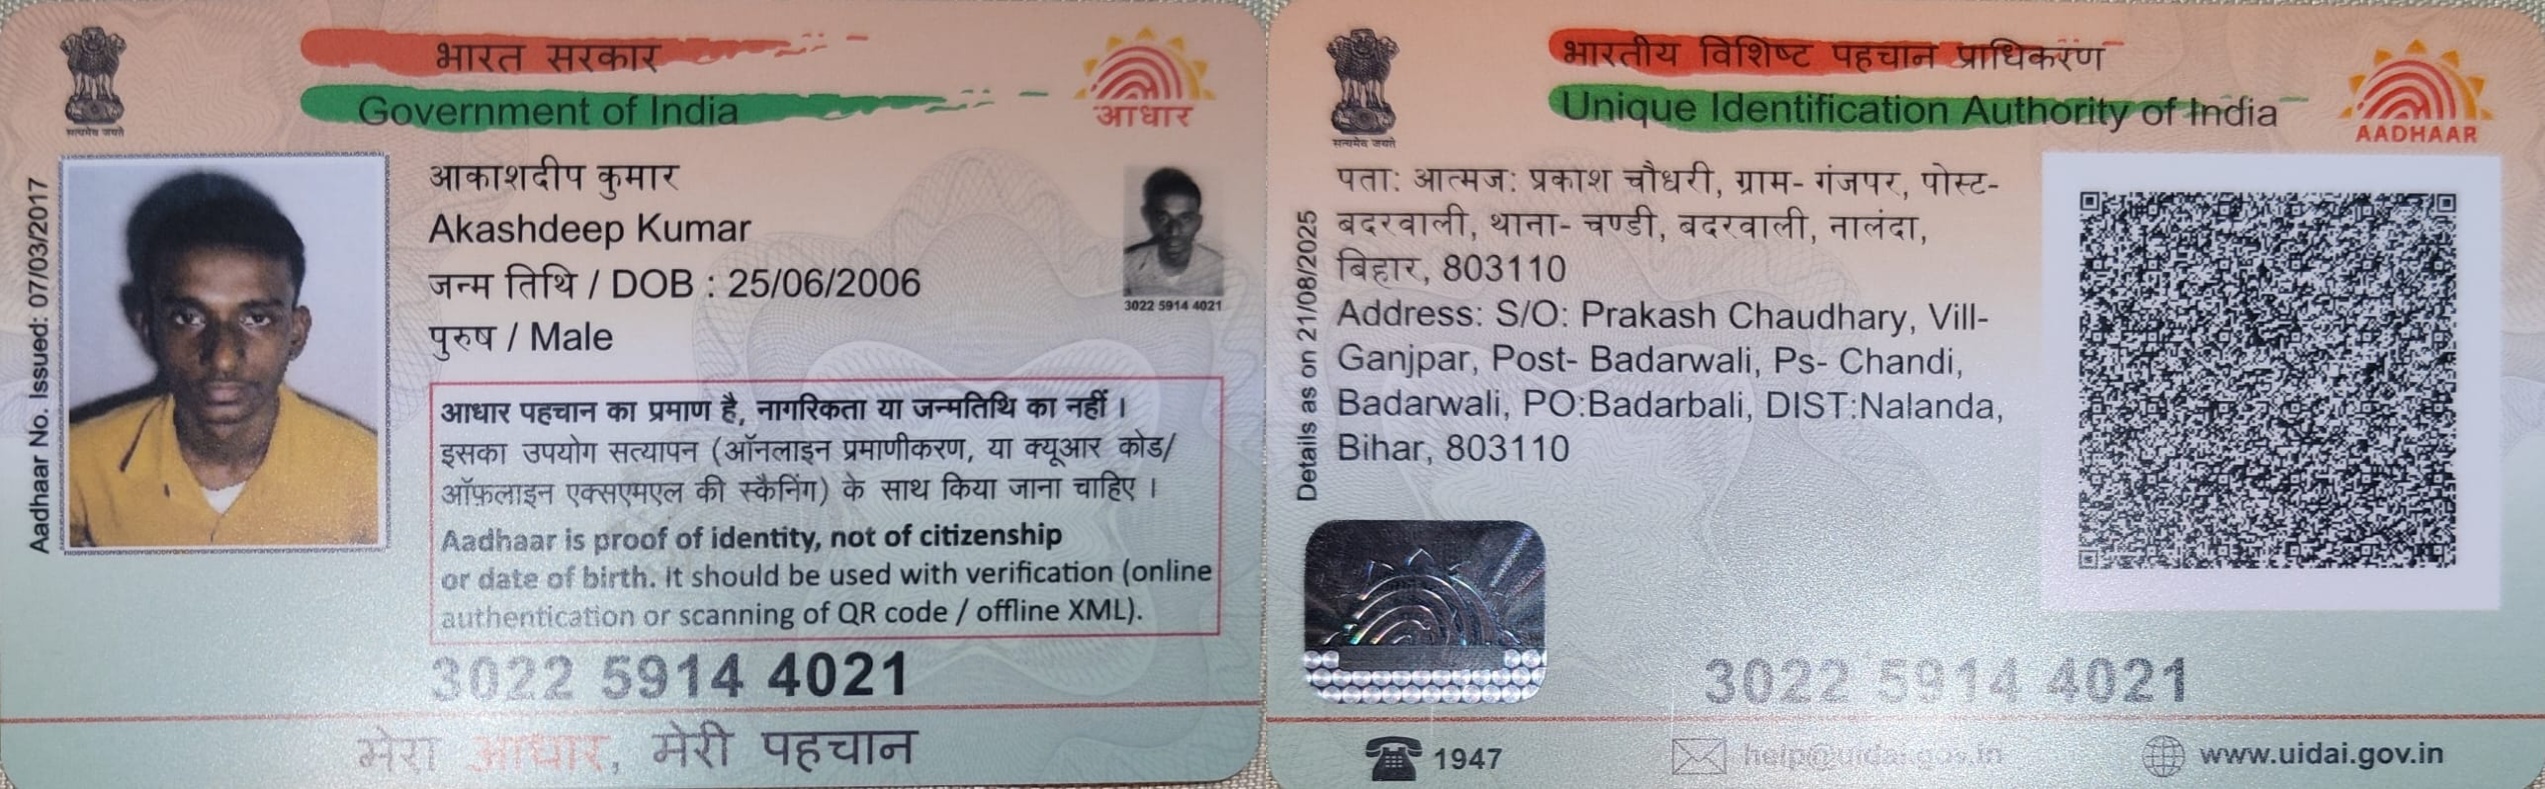 सत्यमेव जयते
भारत सरकार
Government of India
आधार
Aadhaar No. Issued: 07/03/2017
आकाशदीप कुमार
Akashdeep Kumar
जन्म तिथि / DOB : 25/06/2006
पुरुष / Male
3022 5914 4021
आधार पहचान का प्रमाण है, नागरिकता या जन्मतिथि का नहीं ।
इसका उपयोग सत्यापन (ऑनलाइन प्रमाणीकरण, या क्यूआर कोड/
ऑफ़लाइन एक्सएमएल की स्कैनिंग) के साथ किया जाना चाहिए ।
Aadhaar is proof of identity, not of citizenship
or date of birth. It should be used with verification (online
authentication or scanning of QR code / offline XML).
3022 5914 4021
मेरा आधार, मेरी पहचान
सत्यमेव जयते
भारतीय विशिष्ट पहचान प्राधिकरण
Unique Identification Authority of India
AADHAAR
Details as on 21/08/2025
पता: आत्मज: प्रकाश चौधरी, ग्राम- गंजपर, पोस्ट-
बदरवाली, थाना- चण्डी, बदरवाली, नालंदा,
बिहार, 803110
Address: S/O: Prakash Chaudhary, Vill-
Ganjpar, Post- Badarwali, Ps- Chandi,
Badarwali, PO:Badarbali, DIST:Nalanda,
Bihar, 803110
3022 5914 4021
1947
help@uidai.gov.in
www.uidai.gov.in